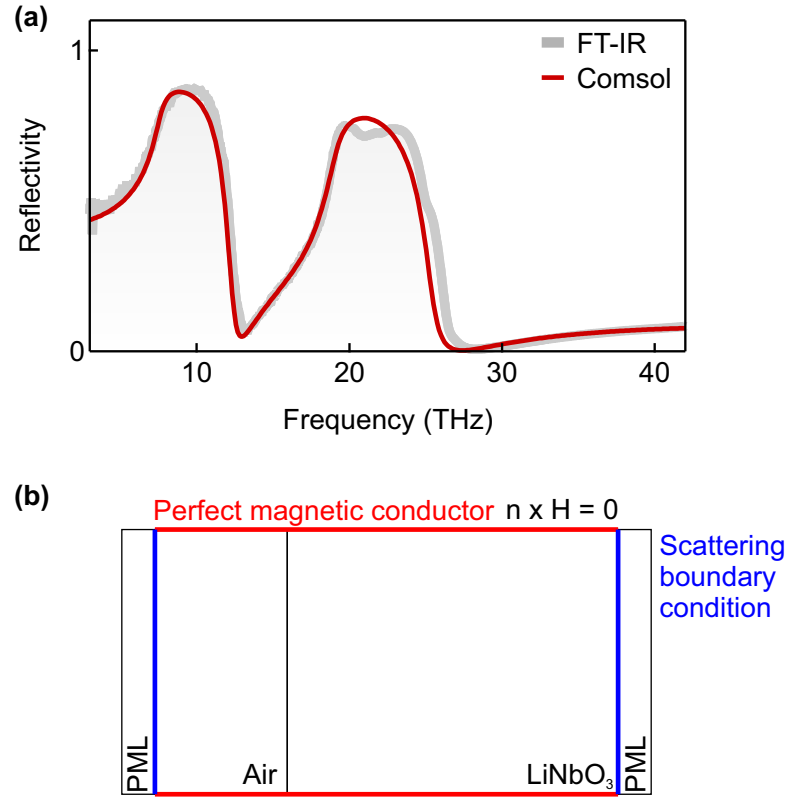 (a)
1
FT-IR
Comsol
Reflectivity
0
10
20
30
40
Frequency (THz)
(b)
Perfect magnetic conductor n x H = 0
Scattering
boundary
condition
PML
Air
LiNbO₃
PML